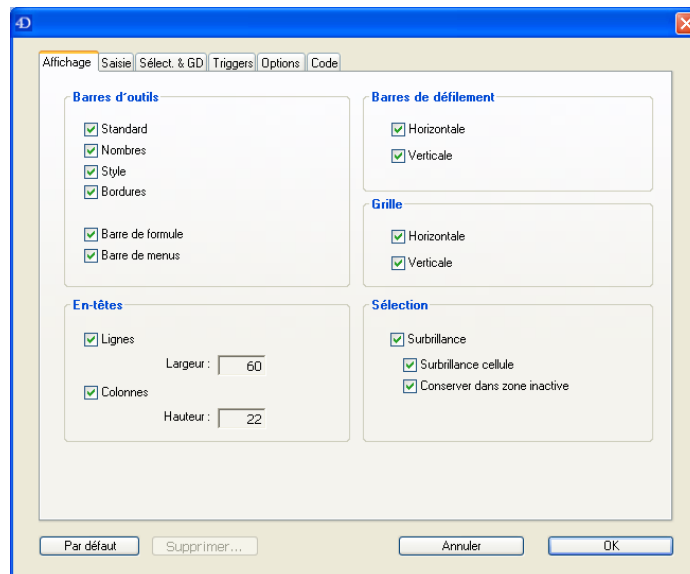 4D
Affichage Saisie Sélect. & GD Triggers Options Code
Barres d'outils
Standard
Nombres
Style
Bordures
Barre de formule
Barre de menus
Barres de défilement
Horizontale
Verticale
Grille
Horizontale
Verticale
En-têtes
Lignes
Largeur : 60
Colonnes
Hauteur : 22
Sélection
Surbrillance
Surbrillance cellule
Conserver dans zone inactive
Par défaut Supprimer... Annuler OK